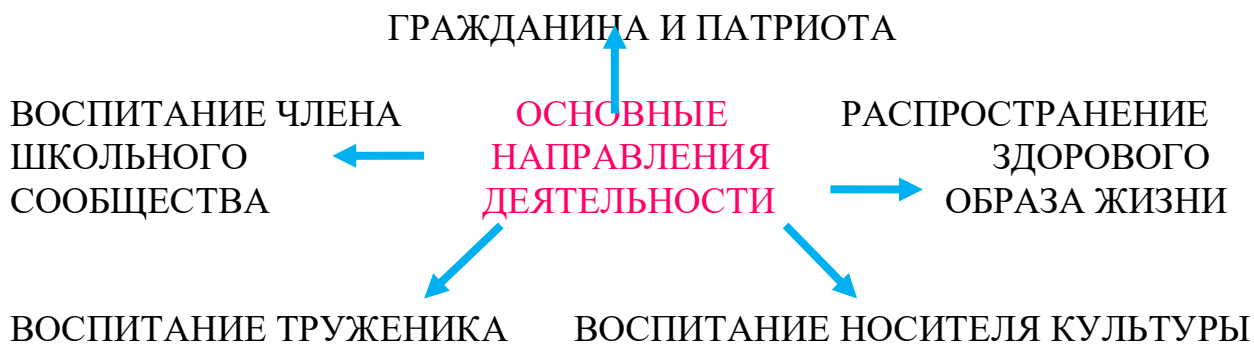 ГРАЖДАНИНА И ПАТРИОТА
ВОСПИТАНИЕ ЧЛЕНА
ШКОЛЬНОГО
СООБЩЕСТВА
ОСНОВНЫЕ
НАПРАВЛЕНИЯ
ДЕЯТЕЛЬНОСТИ
РАСПРОСТРАНЕНИЕ
ЗДОРОВОГО
ОБРАЗА ЖИЗНИ
ВОСПИТАНИЕ ТРУЖЕНИКА
ВОСПИТАНИЕ НОСИТЕЛЯ КУЛЬТУРЫ